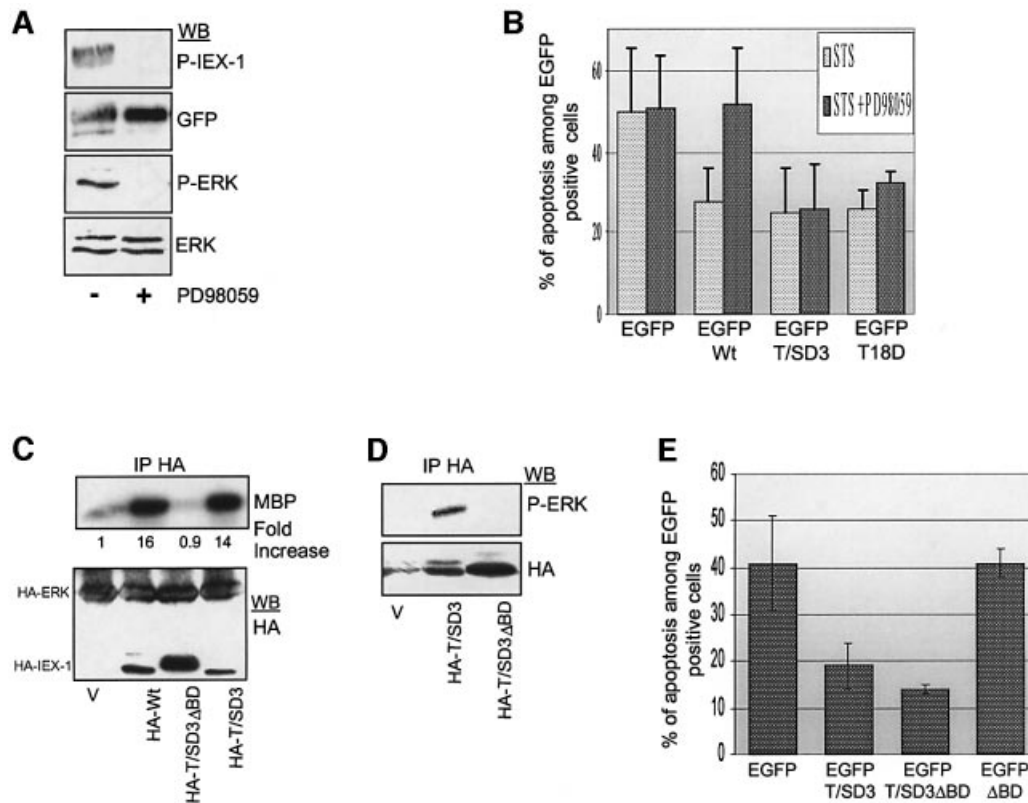 A
WB
P-IEX-1
GFP
P-ERK
ERK
- + PD98059
B
% of apoptosis among EGFP
positive cells
60
40
20
0
STS
STS +PD98059
EGFP EGFP EGFP EGFP
Wt T/SD3 T18D
C
IP HA
MBP
Fold
Increase
1 16 0.9 14
HA-ERK
WB
HA
HA-IEX-1
V
HA-Wt
HA-T/SD3ΔBD
HA-T/SD3
D
IP HA
WB
P-ERK
HA
V
HA-T/SD3
HA-T/SD3ΔBD
E
% of apoptosis among EGFP
positive cells
60
50
40
30
20
10
0
EGFP EGFP EGFP EGFP
T/SD3 T/SD3ΔBD ΔBD